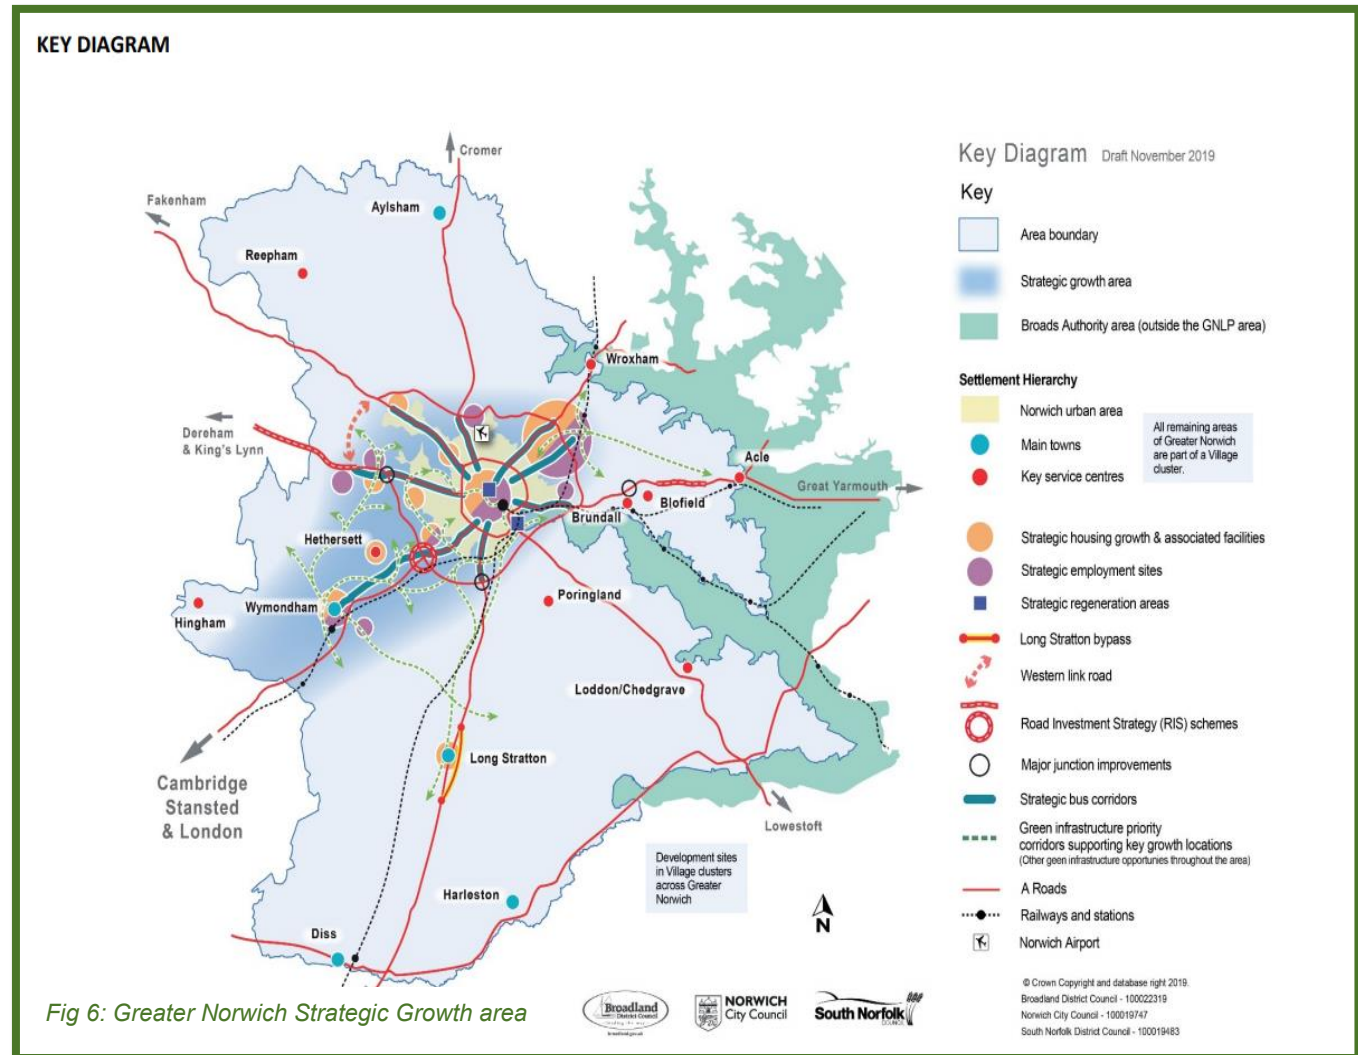 KEY DIAGRAM
Cromer
Fakenham
Aylsham
Reepham
Wroxham
Dereham
& King's Lynn
Acle
Great Yarmouth
Blofield
Brundall
Hethersett
Wymondham
Hingham
Poringland
Loddon/Chedgrave
Cambridge
Stansted
& London
Long Stratton
Lowestoft
Development sites
in Village clusters
across Greater
Norwich
Harleston
N
Diss
Key Diagram Draft November 2019
Key
Area boundary
Strategic growth area
Broads Authority area (outside the GNLP area)
Settlement Hierarchy
Norwich urban area
Main towns
Key service centres
All remaining areas
of Greater Norwich
are part of a Village
cluster.
Strategic housing growth & associated facilities
Strategic employment sites
Strategic regeneration areas
Long Stratton bypass
Western link road
Road Investment Strategy (RIS) schemes
Major junction improvements
Strategic bus corridors
Green infrastructure priority
corridors supporting key growth locations
(Other geen infrastructure opportunies throughout the area)
A Roads
Railways and stations
Norwich Airport
© Crown Copyright and database right 2019.
Broadland District Council - 100022319
Norwich City Council - 100019747
South Norfolk District Council - 100019483
Fig 6: Greater Norwich Strategic Growth area
Broadland
District Council
NORWICH
City Council
South Norfolk
COUNCIL